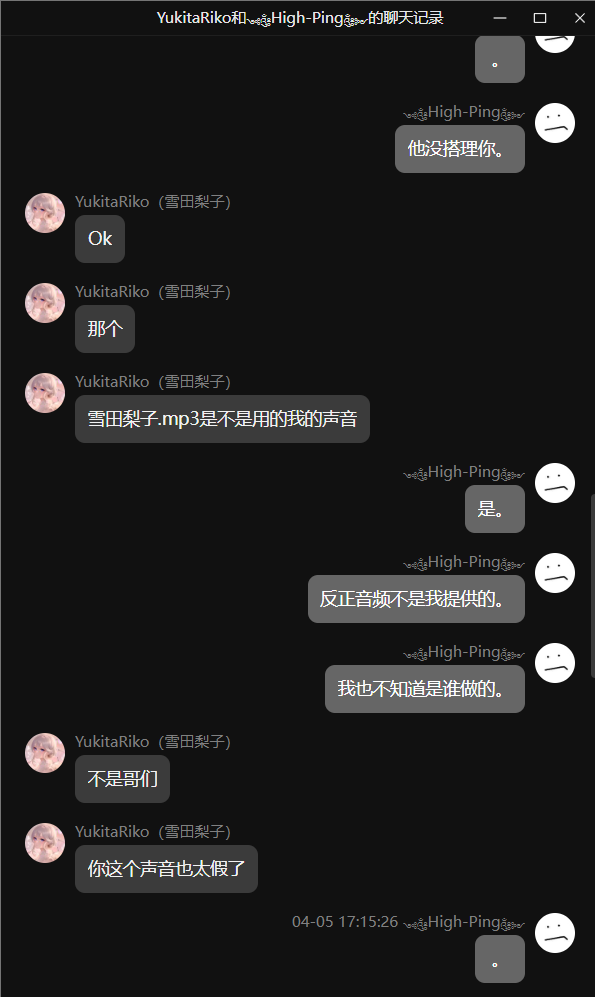 YukitaRiko和࿐High-Ping࿐的聊天记录
。
High-Ping
他没搭理你。
YukitaRiko (雪田梨子)
Ok
YukitaRiko (雪田梨子)
那个
YukitaRiko (雪田梨子)
雪田梨子.mp3是不是用的我的声音
High-Ping
是。
High-Ping
反正音频不是我提供的。
High-Ping
我也不知道是谁做的。
YukitaRiko (雪田梨子)
不是哥们
YukitaRiko (雪田梨子)
你这个声音也太假了
04-05 17:15:26 High-Ping
。